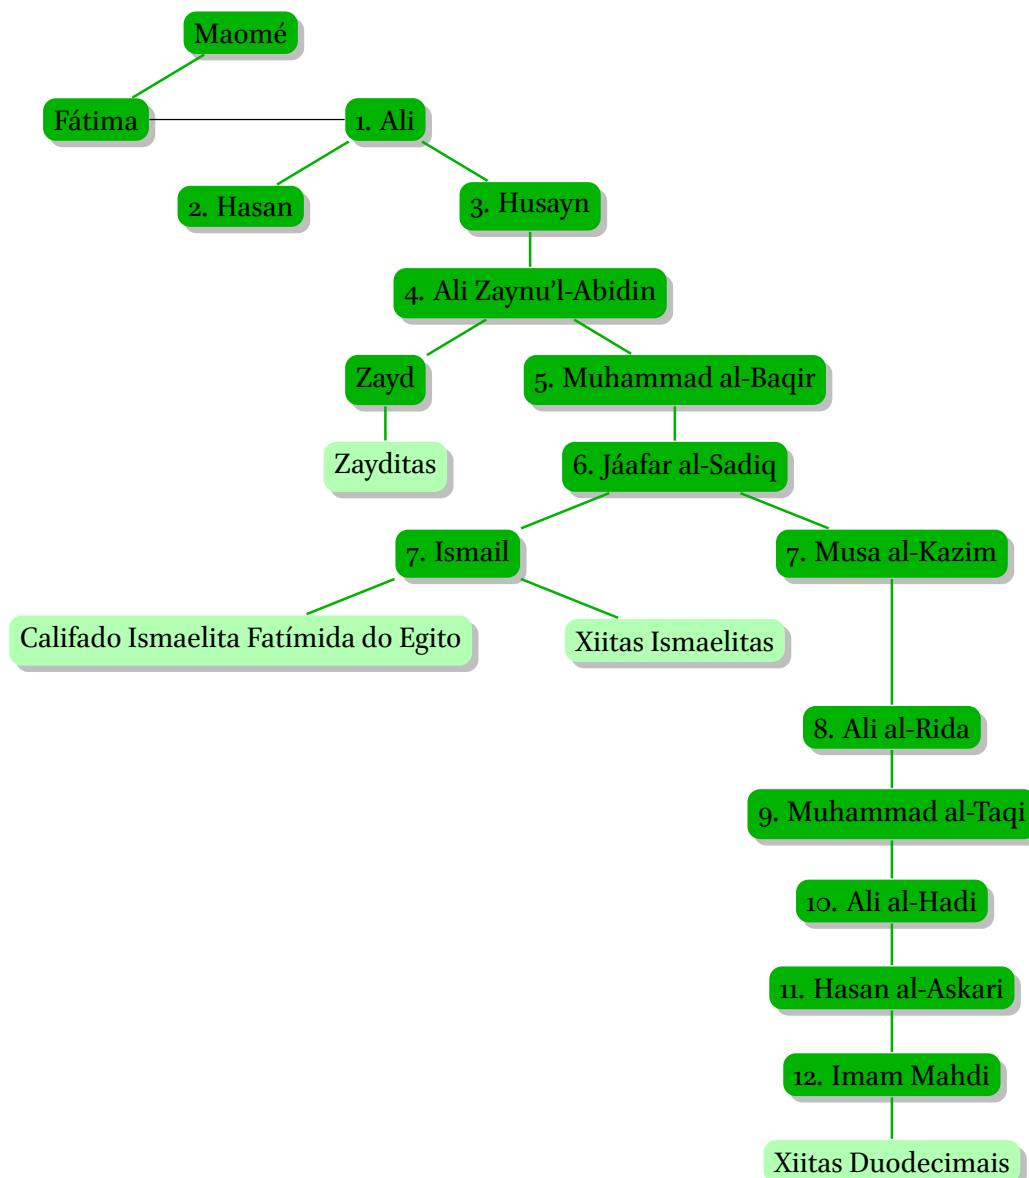 Maomé
Fátima
1. Ali
2. Hasan
3. Husayn
4. Ali Zaynu'l-Abidin
Zayd
5. Muhammad al-Baqir
Zayditas
6. Jáafar al-Sadiq
7. Ismail
7. Musa al-Kazim
Califado Ismaelita Fatímida do Egito
Xiitas Ismaelitas
8. Ali al-Rida
9. Muhammad al-Taqi
10. Ali al-Hadi
11. Hasan al-Askari
12. Imam Mahdi
Xiitas Duodecimais